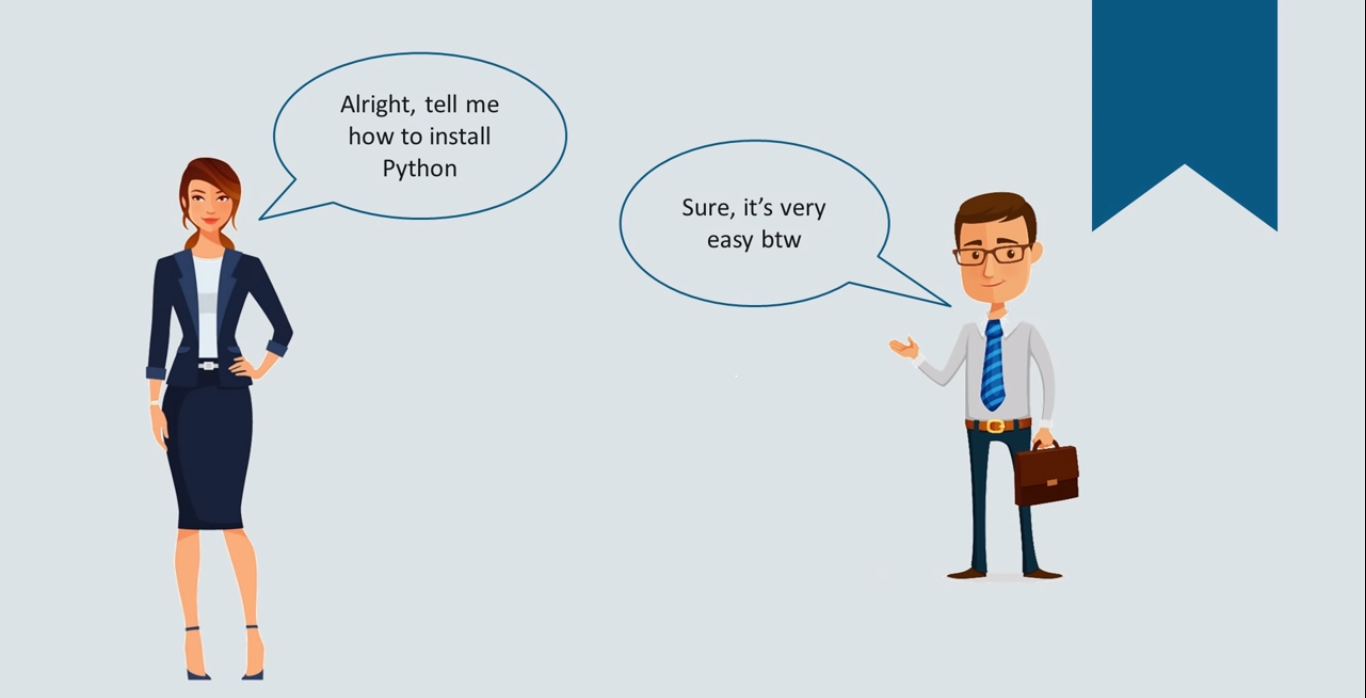 Alright, tell me
how to install
Python
Sure, it’s very
easy btw